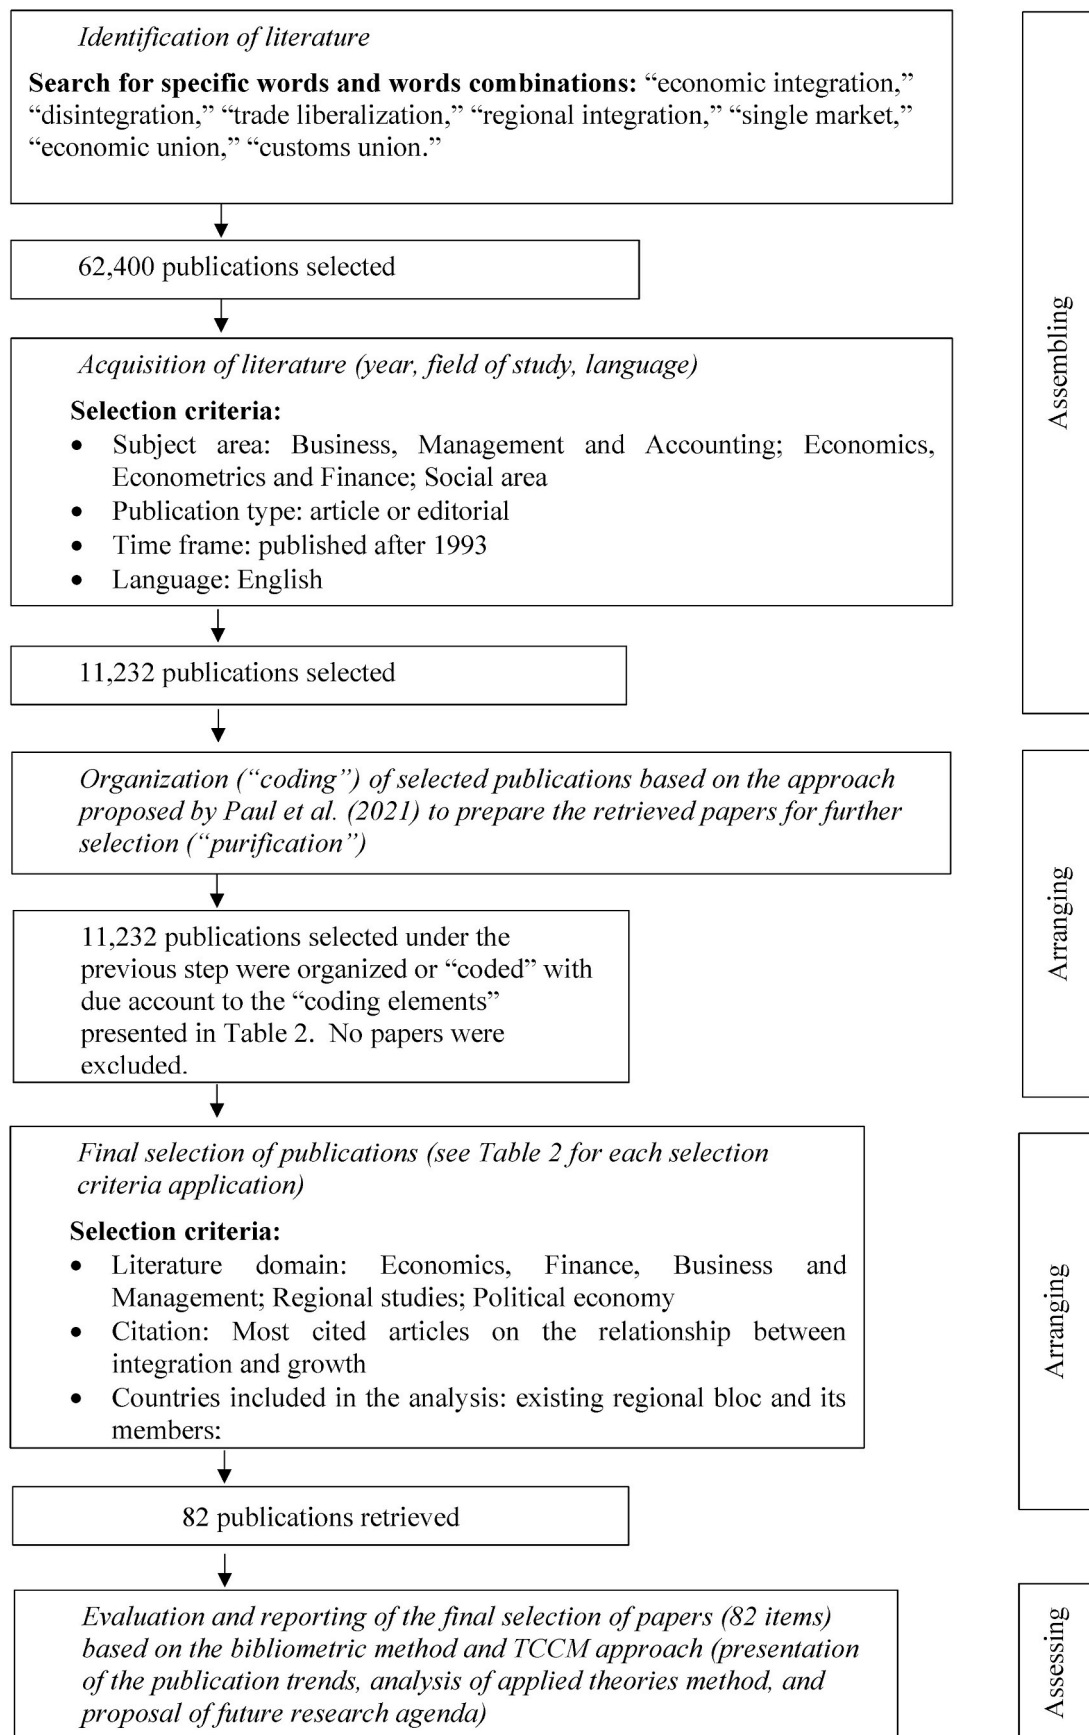 Identification of literature
Search for specific words and words combinations: “economic integration,”
“disintegration,” “trade liberalization,” “regional integration,” “single market,”
“economic union,” “customs union.”
62,400 publications selected
Acquisition of literature (year, field of study, language)
Selection criteria:
• Subject area: Business, Management and Accounting; Economics,
Econometrics and Finance; Social area
• Publication type: article or editorial
• Time frame: published after 1993
• Language: English
11,232 publications selected
Assembling
Organization (“coding”) of selected publications based on the approach
proposed by Paul et al. (2021) to prepare the retrieved papers for further
selection (“purification”)
11,232 publications selected under the
previous step were organized or “coded” with
due account to the “coding elements”
presented in Table 2. No papers were
excluded.
Arranging
Final selection of publications (see Table 2 for each selection
criteria application)
Selection criteria:
• Literature domain: Economics, Finance, Business and
Management; Regional studies; Political economy
• Citation: Most cited articles on the relationship between
integration and growth
• Countries included in the analysis: existing regional bloc and its
members;
82 publications retrieved
Arranging
Evaluation and reporting of the final selection of papers (82 items)
based on the bibliometric method and TCCM approach (presentation
of the publication trends, analysis of applied theories method, and
proposal of future research agenda)
Assessing